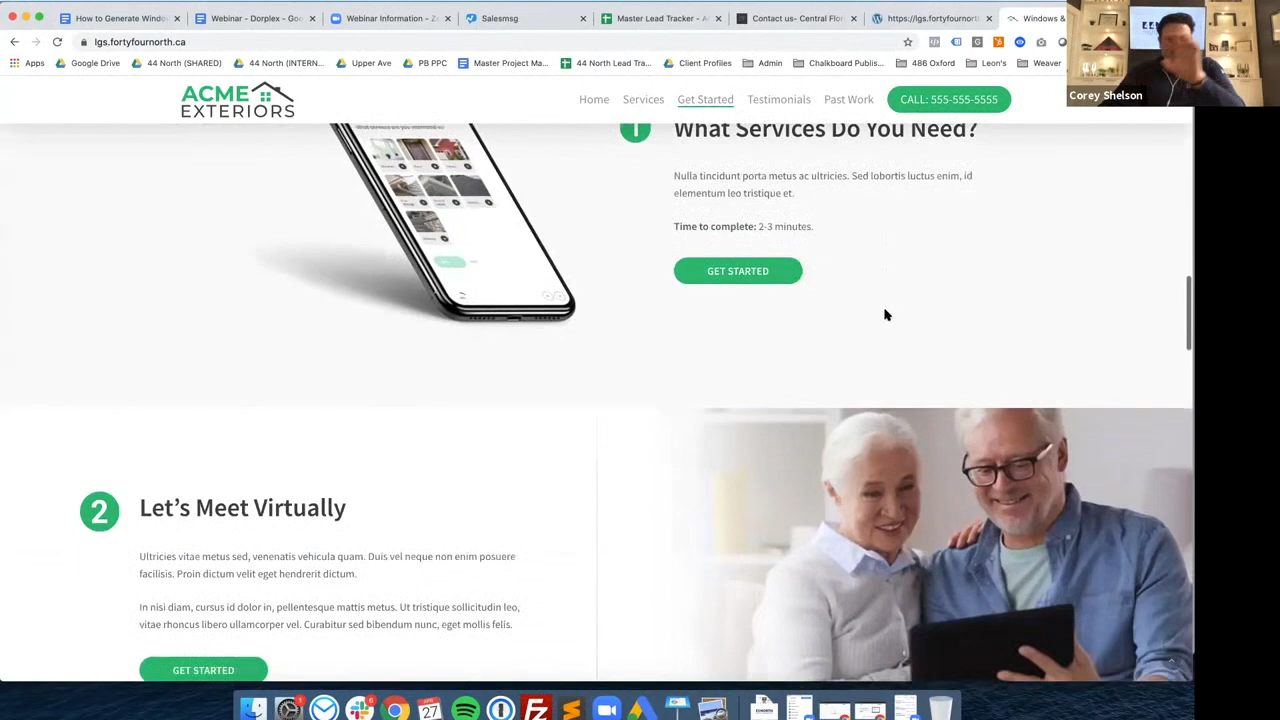 How to Generate Windo
Webinar - Dorplex - Goo
Webinar Information - Z
Salesmsg
Master Lead Tracker - A
Contact us- Central Flor
https://lgs.fortyfournorth
Windows &
lgs.fortyfournorth.ca
Apps
Google Drive
44 North (SHARED)
44 North (INTERN...
Upper Ave
PB PPC
Master Project Ma...
44 North Lead Tra...
Client Profiles
Admin
Chalkboard Publis...
486 Oxford
Leon's
Weaver
Corey Shelson
ACME
EXTERIORS
Home
Services
Get Started
Testimonials
Past Work
CALL: 555-555-5555
1
What Services Do You Need?
Nulla tincidunt porta metus ac ultricies. Sed lobortis luctus enim, id
elementum leo tristique et.
Time to complete: 2-3 minutes.
GET STARTED
2
Let's Meet Virtually
Ultricies vitae metus sed, venenatis vehicula quam. Duis vel neque non enim posuere
facilisis. Proin dictum velit eget hendrerit dictum.
In nisi diam, cursus id dolor in, pellentesque mattis metus. Ut tristique sollicitudin leo,
vitae rhoncus libero ullamcorper vel. Curabitur sed bibendum nunc, eget mollis felis.
GET STARTED
APR
27